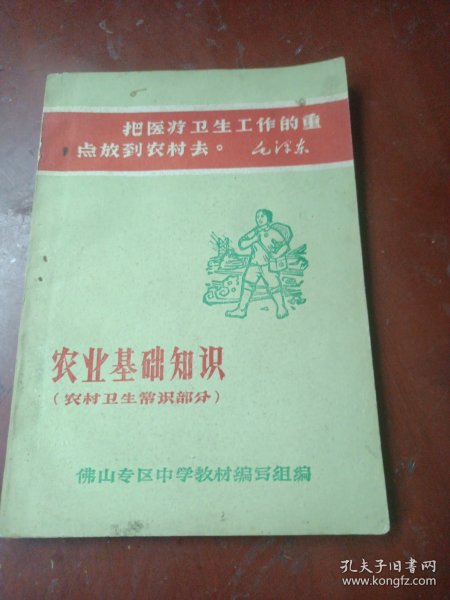 把医疗卫生工作的重
点放到农村去。 毛泽东
农业基础知识
(农村卫生常识部分)
佛山专区中学教材编写组编
孔夫子旧书网
www.kongfz.com